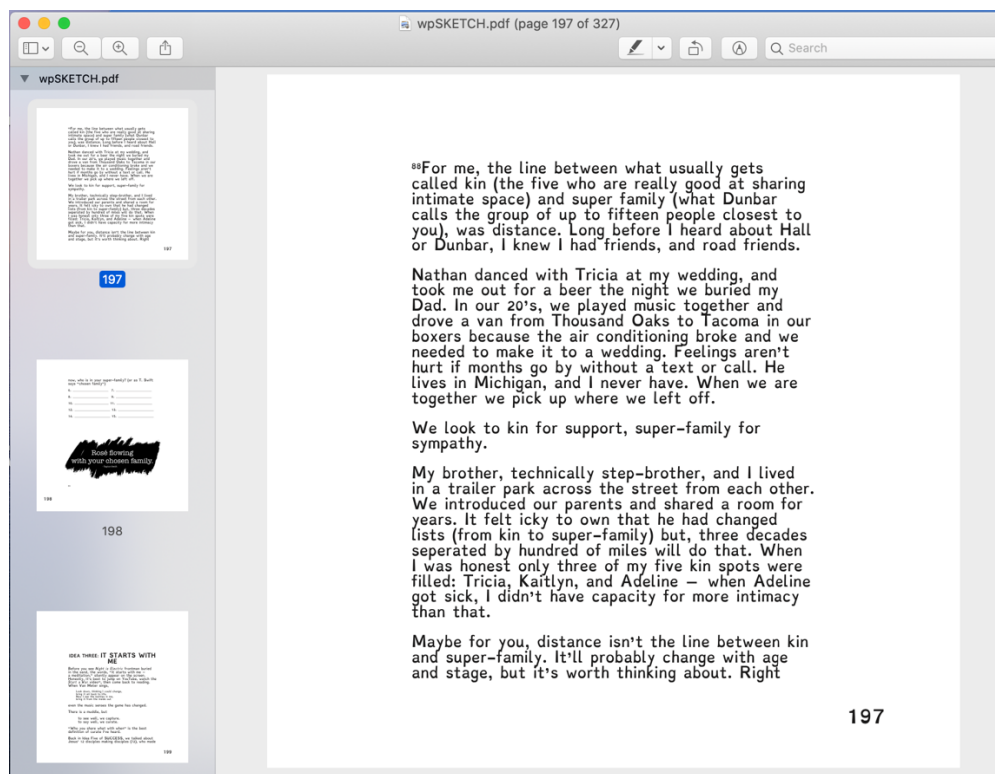 wpSKETCH.pdf (page 197 of 327)
Search
wpSKETCH.pdf
197
198
Rosé flowing
with your chosen family.
IDEA THREE: IT STARTS WITH
ME
⁸⁸For me, the line between what usually gets
called kin (the five who are really good at sharing
intimate space) and super family (what Dunbar
calls the group of up to fifteen people closest to
you), was distance. Long before I heard about Hall
or Dunbar, I knew I had friends, and road friends.
Nathan danced with Tricia at my wedding, and
took me out for a beer the night we buried my
Dad. In our 20's, we played music together and
drove a van from Thousand Oaks to Tacoma in our
boxers because the air conditioning broke and we
needed to make it to a wedding. Feelings aren't
hurt if months go by without a text or call. He
lives in Michigan, and I never have. When we are
together we pick up where we left off.
We look to kin for support, super-family for
sympathy.
My brother, technically step-brother, and I lived
in a trailer park across the street from each other.
We introduced our parents and shared a room for
years. It felt icky to own that he had changed
lists (from kin to super-family) but, three decades
seperated by hundred of miles will do that. When
I was honest only three of my five kin spots were
filled: Tricia, Kaitlyn, and Adeline – when Adeline
got sick, I didn't have capacity for more intimacy
than that.
Maybe for you, distance isn't the line between kin
and super-family. It'll probably change with age
and stage, but it's worth thinking about. Right
197